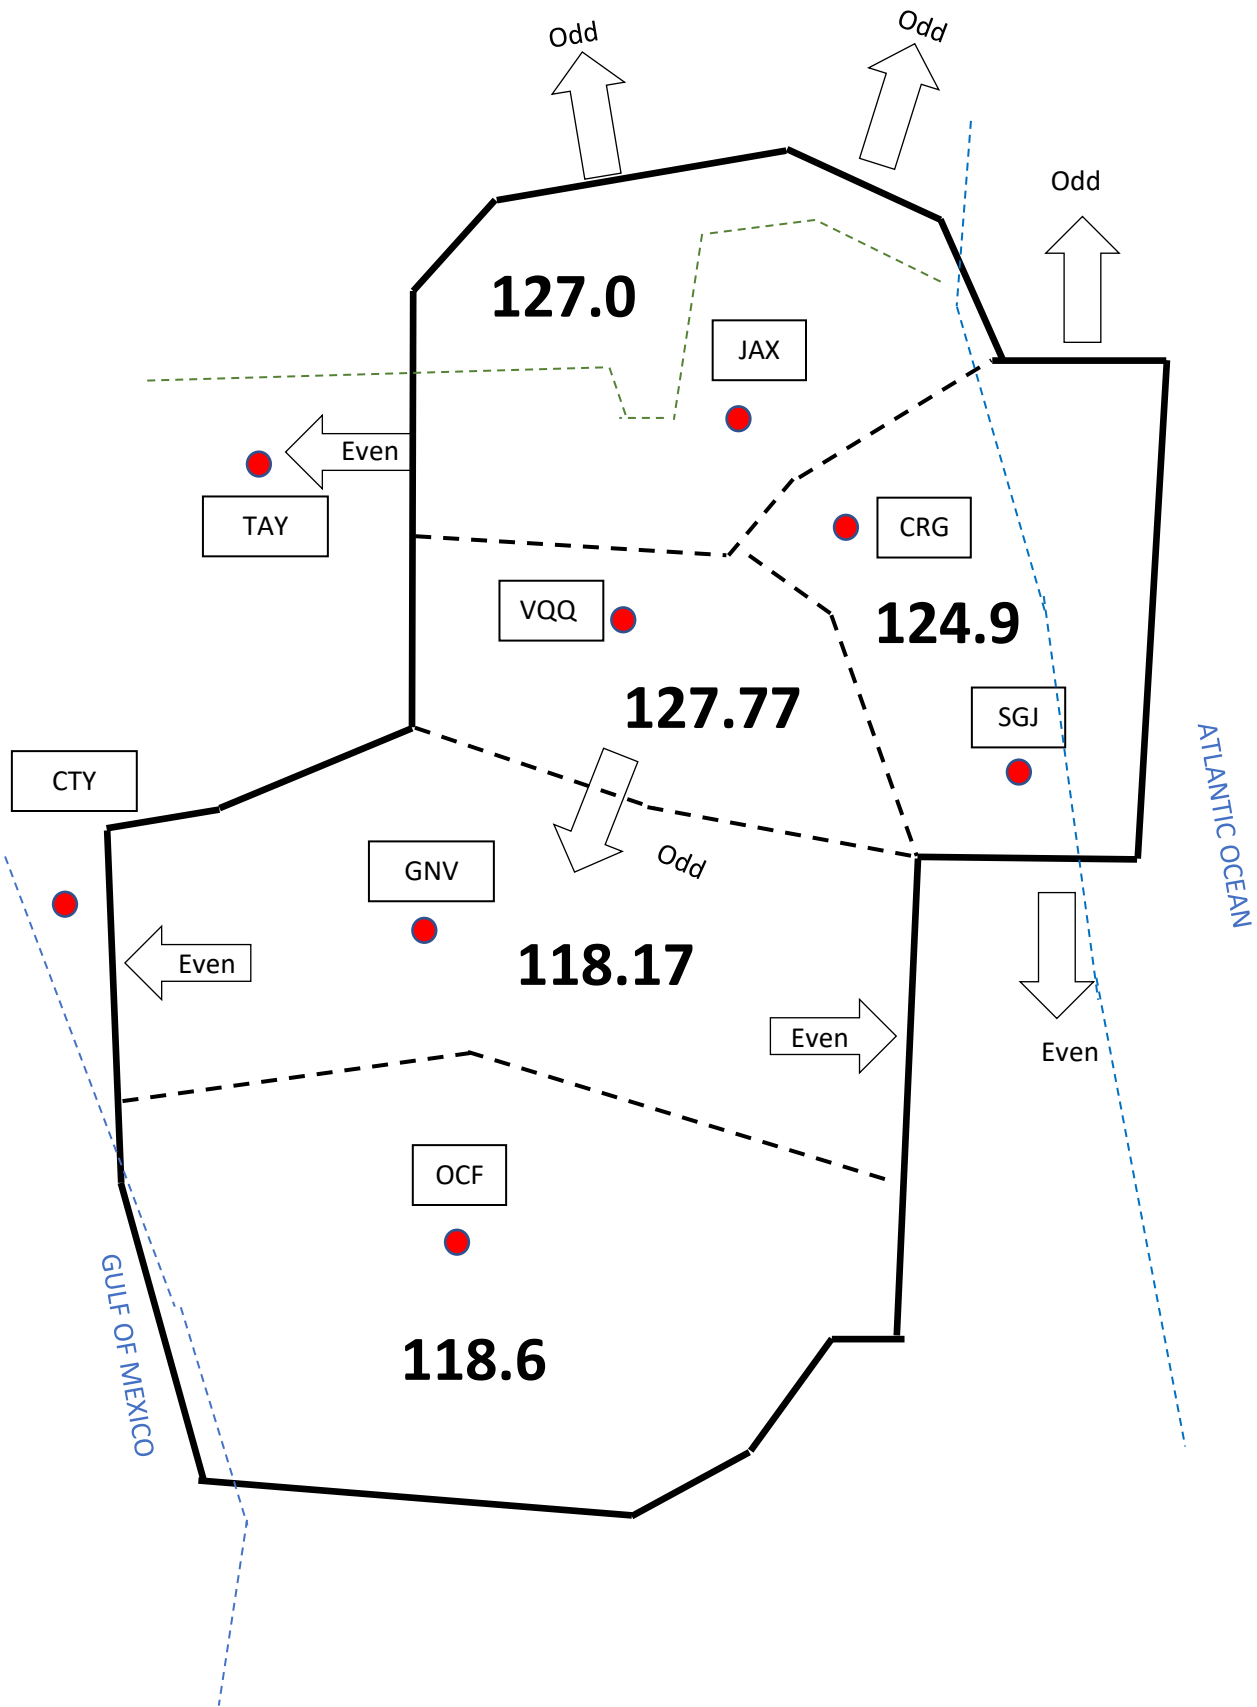 Odd
Odd
Odd
127.0
JAX
Even
TAY
CRG
VQQ
124.9
127.77
SGJ
CTY
ATLANTIC OCEAN
GNV
Odd
118.17
Even
Even
Even
OCF
GULF OF MEXICO
118.6